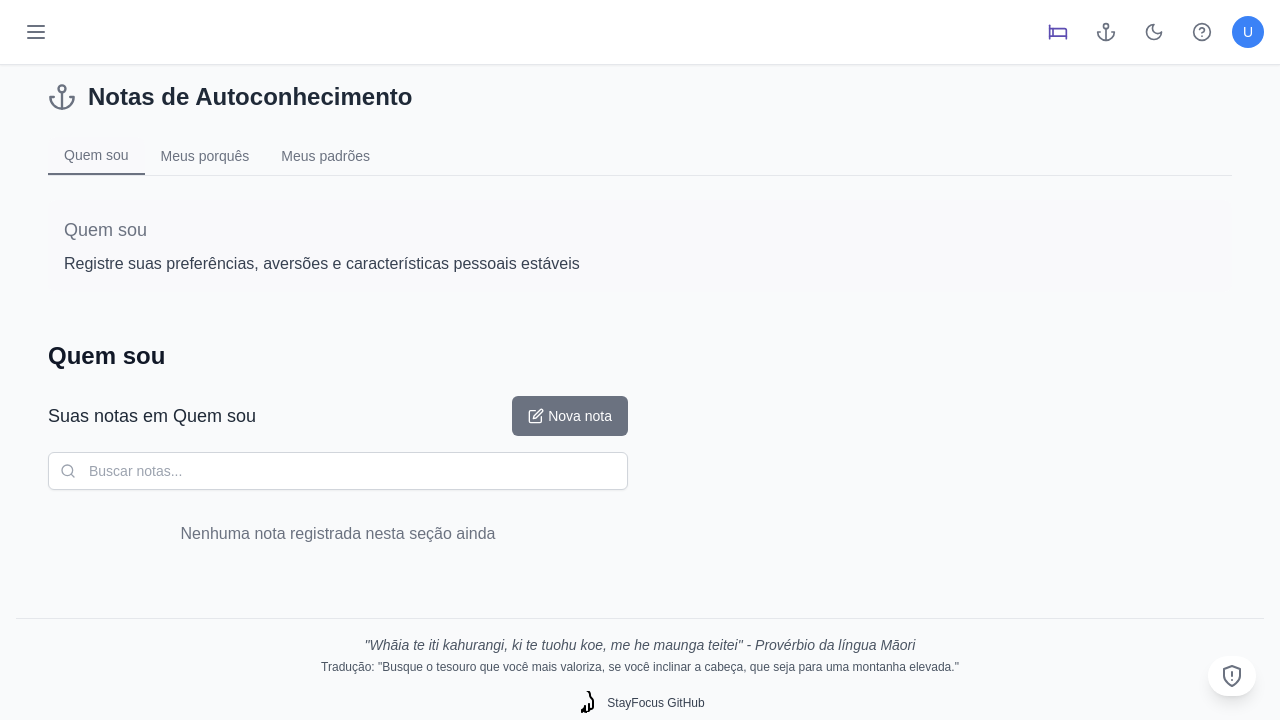 U
Notas de Autoconhecimento
Quem sou
Meus porquês
Meus padrões
Quem sou
Registre suas preferências, aversões e características pessoais estáveis
Quem sou
Suas notas em Quem sou
Nova nota
Buscar notas...
Nenhuma nota registrada nesta seção ainda
"Whāia te iti kahurangi, ki te tuohu koe, me he maunga teitei" - Provérbio da língua Māori
Tradução: "Busque o tesouro que você mais valoriza, se você inclinar a cabeça, que seja para uma montanha elevada."
StayFocus GitHub